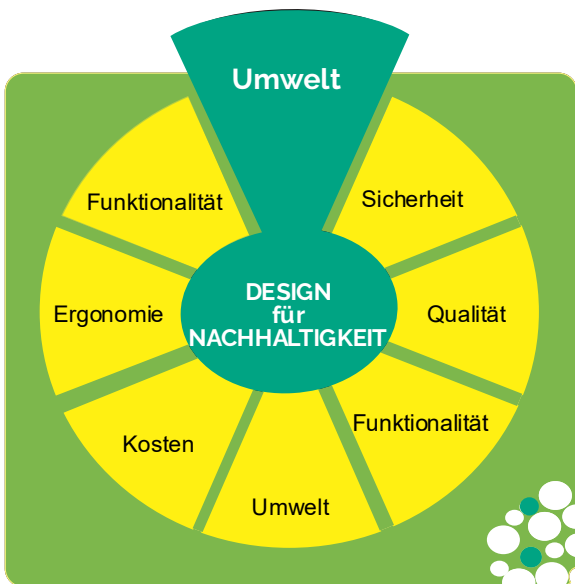 Umwelt
Sicherheit
Funktionalität
DESIGN
für
NACHHALTIGKEIT
Ergonomie
Qualität
Funktionalität
Kosten
Umwelt